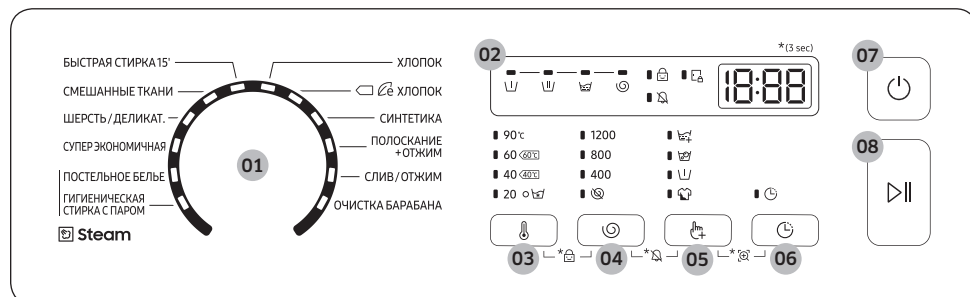 БЫСТРАЯ СТИРКА 15'
СМЕШАННЫЕ ТКАНИ
ШЕРСТЬ/ДЕЛИКАТ.
СУПЕР ЭКОНОМИЧНАЯ
ПОСТЕЛЬНОЕ БЕЛЬЕ
ГИГИЕНИЧЕСКАЯ
СТИРКА С ПАРОМ
Steam
01
ХЛОПОК
ė ХЛОПОК
СИНТЕТИКА
ПОЛОСКАНИЕ
+ОТЖИМ
СЛИВ/ОТЖИМ
ОЧИСТКА БАРАБАНА
02
*(3 sec)
18:88
90℃ 1200
60 60℃ 800
40 40℃ 400
20
03 * 04 * 05 * 06
07
08